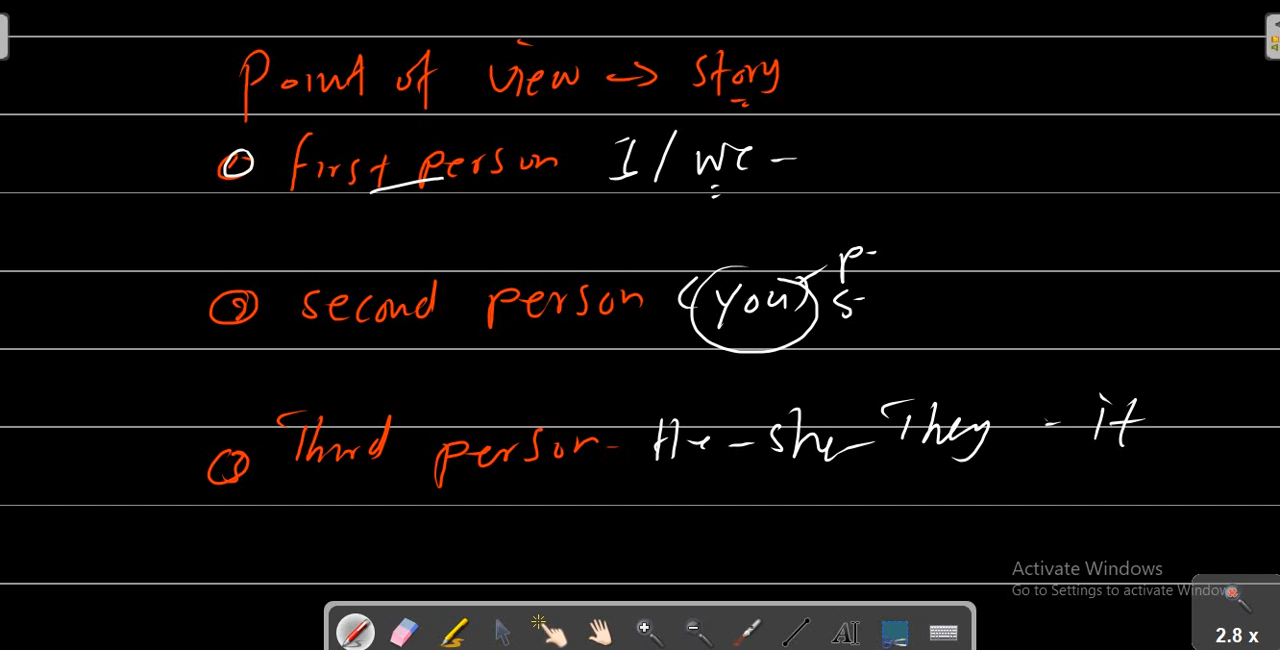 Point of view → story
① first person I/we -
② second person (you) p-
s-
③ Third person - He - she - They - it
Activate Windows
Go to Settings to activate Windows
AI
2.8 x